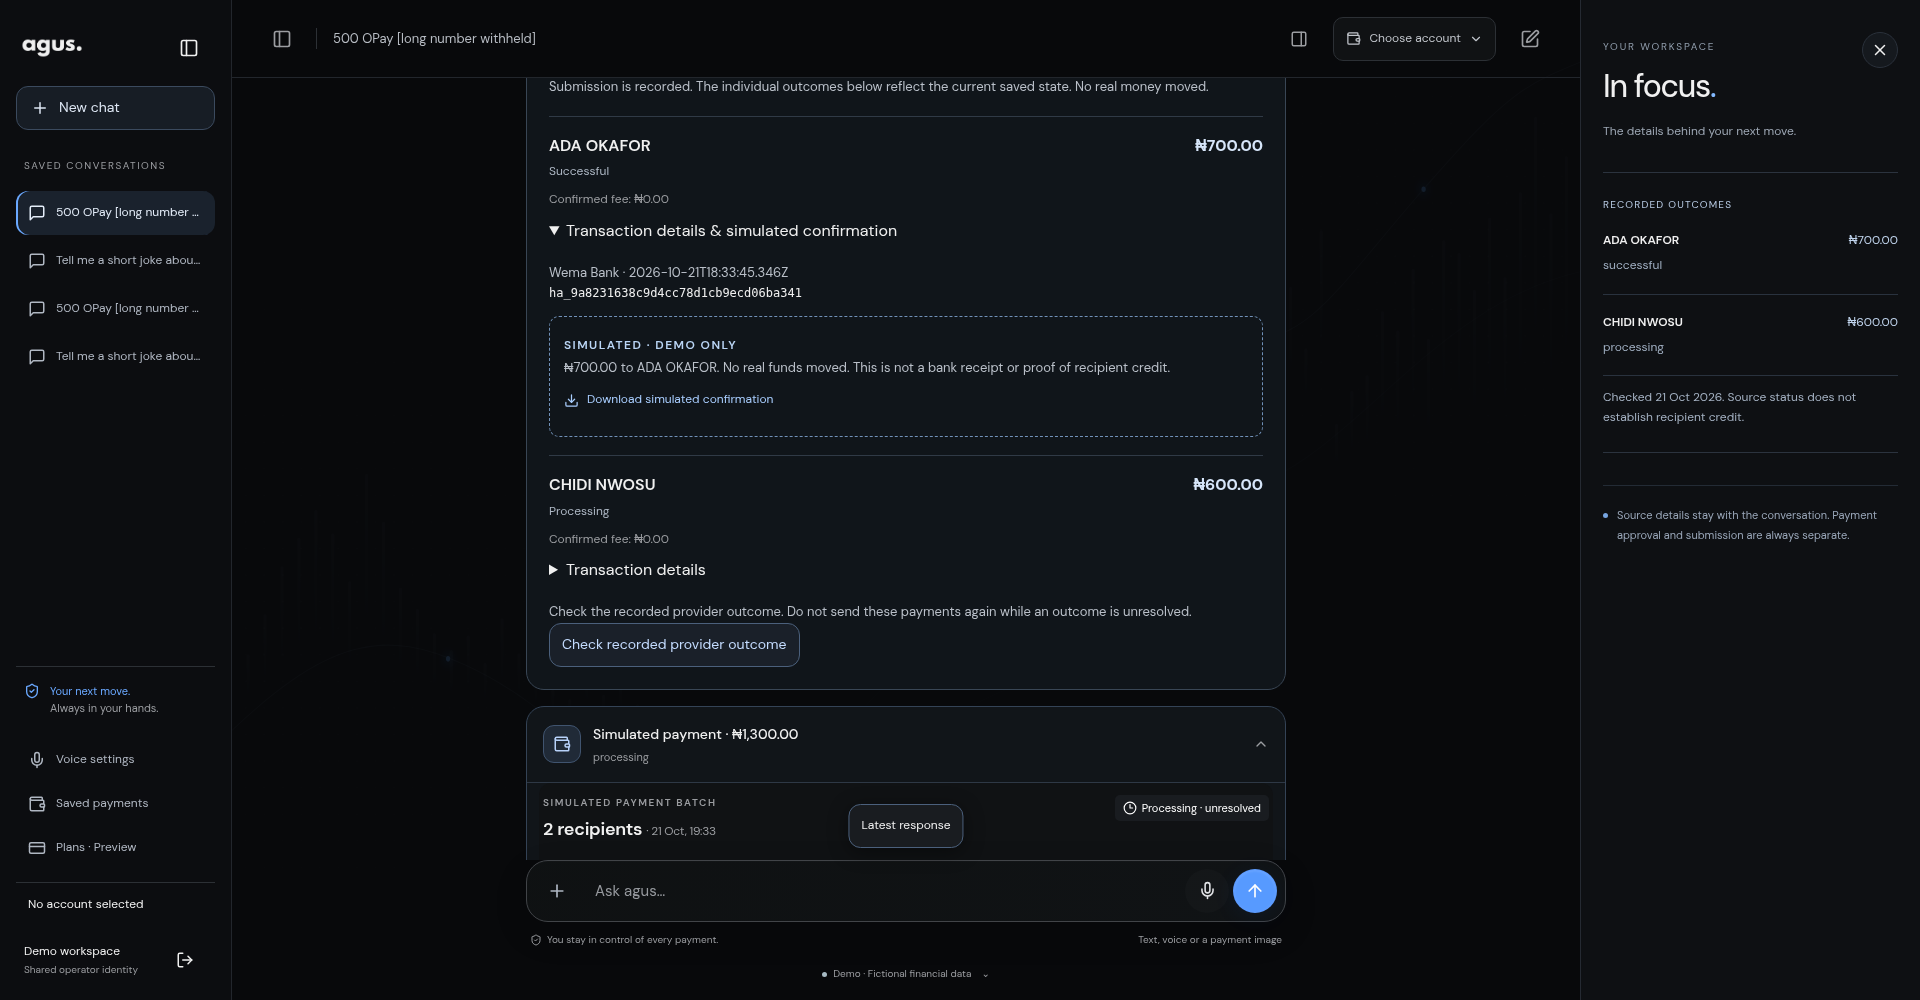 agus.
New chat
SAVED CONVERSATIONS
500 OPay [long number ...
Tell me a short joke abou...
500 OPay [long number ...
Tell me a short joke abou...
Your next move.
Always in your hands.
Voice settings
Saved payments
Plans · Preview
No account selected
Demo workspace
Shared operator identity
500 OPay [long number withheld]
Choose account
Submission is recorded. The individual outcomes below reflect the current saved state. No real money moved.
ADA OKAFOR ₦700.00
Successful
Confirmed fee: ₦0.00
Transaction details & simulated confirmation
Wema Bank · 2026-10-21T18:33:45.346Z
ha_9a8231638c9d4cc78d1cb9ecd06ba341
SIMULATED · DEMO ONLY
₦700.00 to ADA OKAFOR. No real funds moved. This is not a bank receipt or proof of recipient credit.
Download simulated confirmation
CHIDI NWOSU ₦600.00
Processing
Confirmed fee: ₦0.00
Transaction details
Check the recorded provider outcome. Do not send these payments again while an outcome is unresolved.
Check recorded provider outcome
Simulated payment · ₦1,300.00
processing
SIMULATED PAYMENT BATCH
Processing · unresolved
2 recipients · 21 Oct, 19:33
Latest response
Ask agus...
You stay in control of every payment.
Text, voice or a payment image
Demo · Fictional financial data
YOUR WORKSPACE
In focus.
The details behind your next move.
RECORDED OUTCOMES
ADA OKAFOR ₦700.00
successful
CHIDI NWOSU ₦600.00
processing
Checked 21 Oct 2026. Source status does not
establish recipient credit.
Source details stay with the conversation. Payment
approval and submission are always separate.